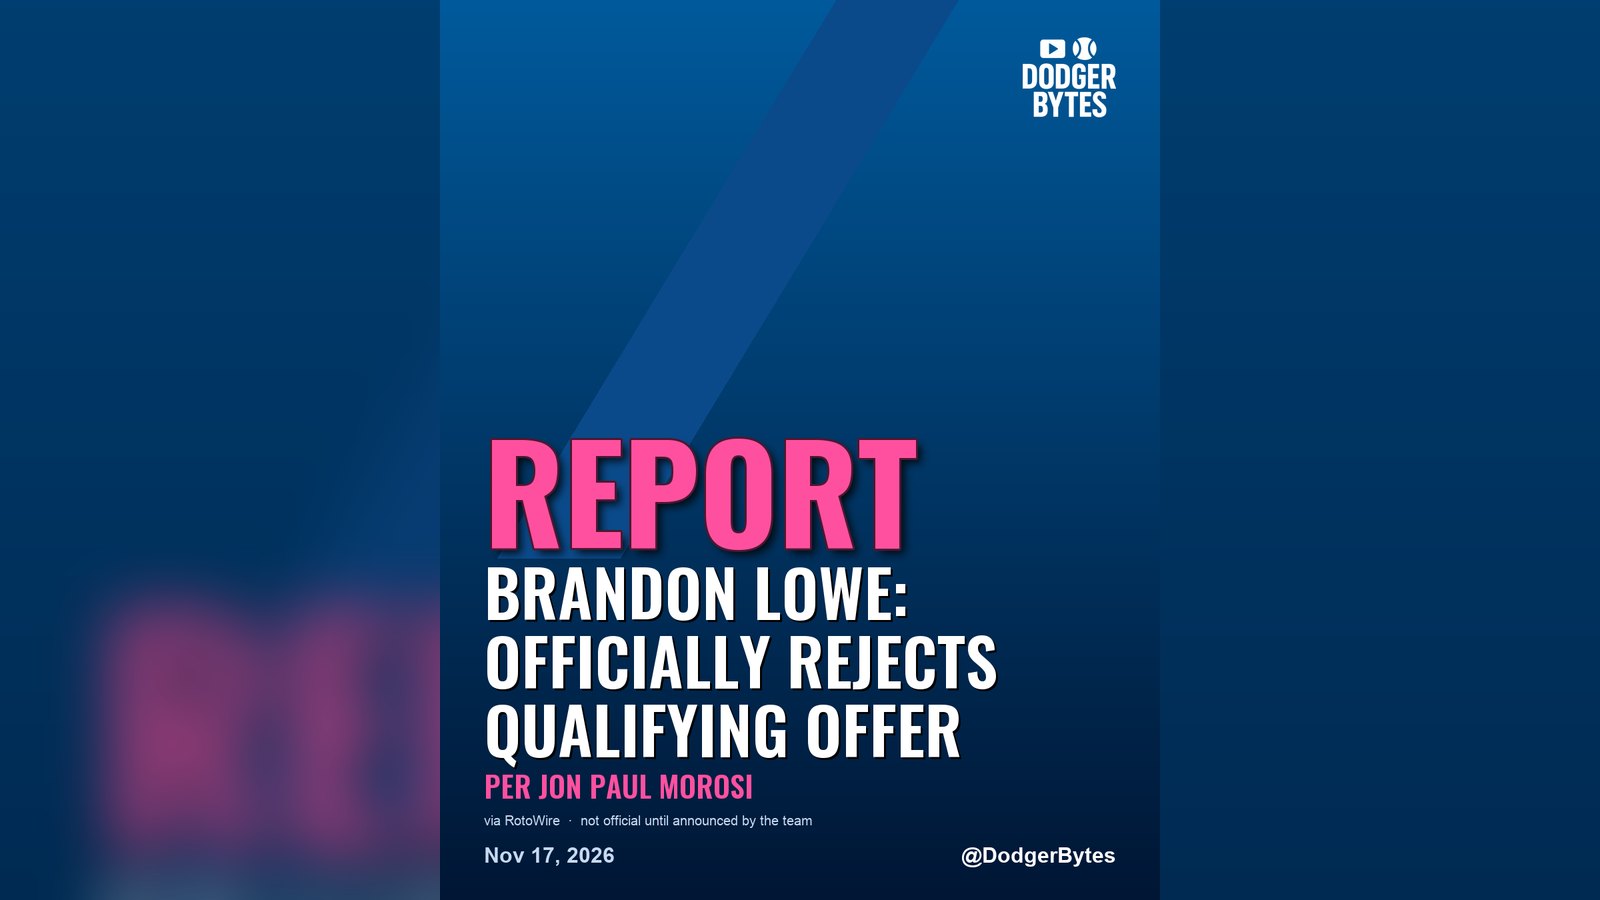 DODGER
BYTES
REPORT
BRANDON LOWE:
OFFICIALLY REJECTS
QUALIFYING OFFER
PER JON PAUL MOROSI
via RotoWire · not official until announced by the team
Nov 17, 2026
@DodgerBytes